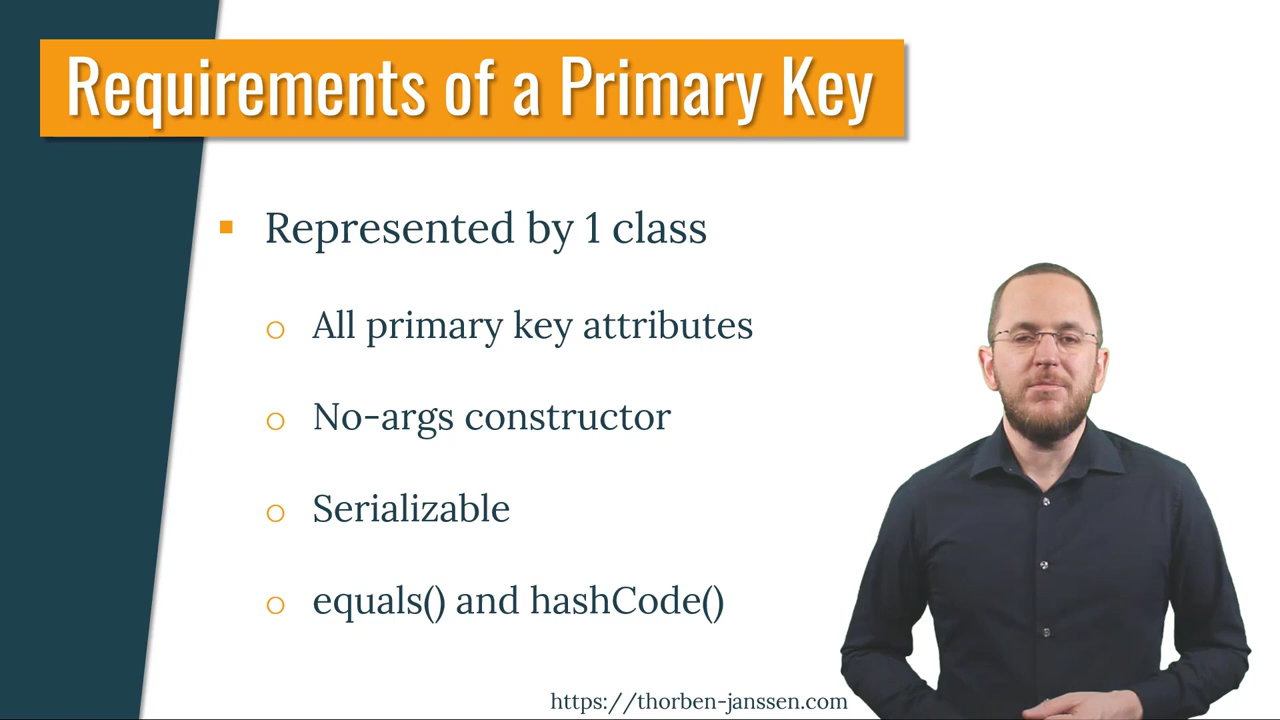 Requirements of a Primary Key
Represented by 1 class
All primary key attributes
No-args constructor
Serializable
equals() and hashCode()
https://thorben-janssen.com